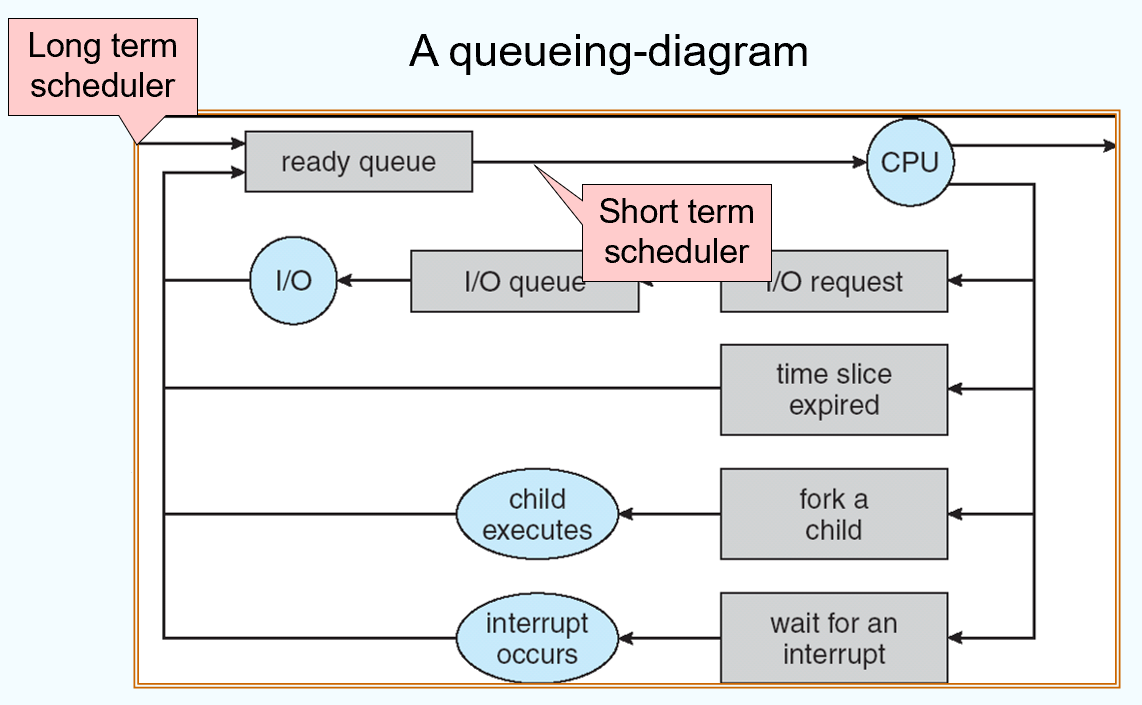 Long term
scheduler
A queueing-diagram
ready queue
CPU
Short term
scheduler
I/O
I/O queue
I/O request
time slice
expired
child
executes
fork a
child
interrupt
occurs
wait for an
interrupt